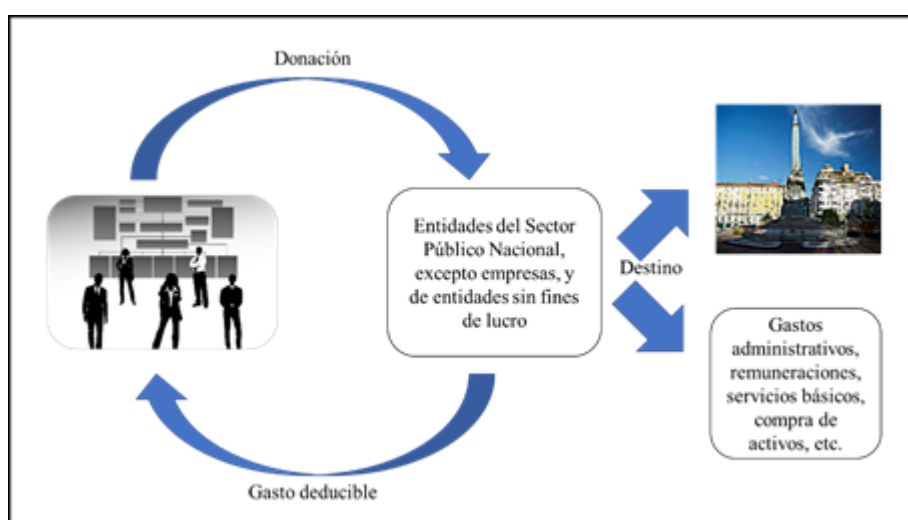 Donación
Entidades del Sector
Público Nacional,
excepto empresas, y
de entidades sin fines
de lucro
Destino
Gastos
administrativos,
remuneraciones,
servicios básicos,
compra de
activos, etc.
Gasto deducible